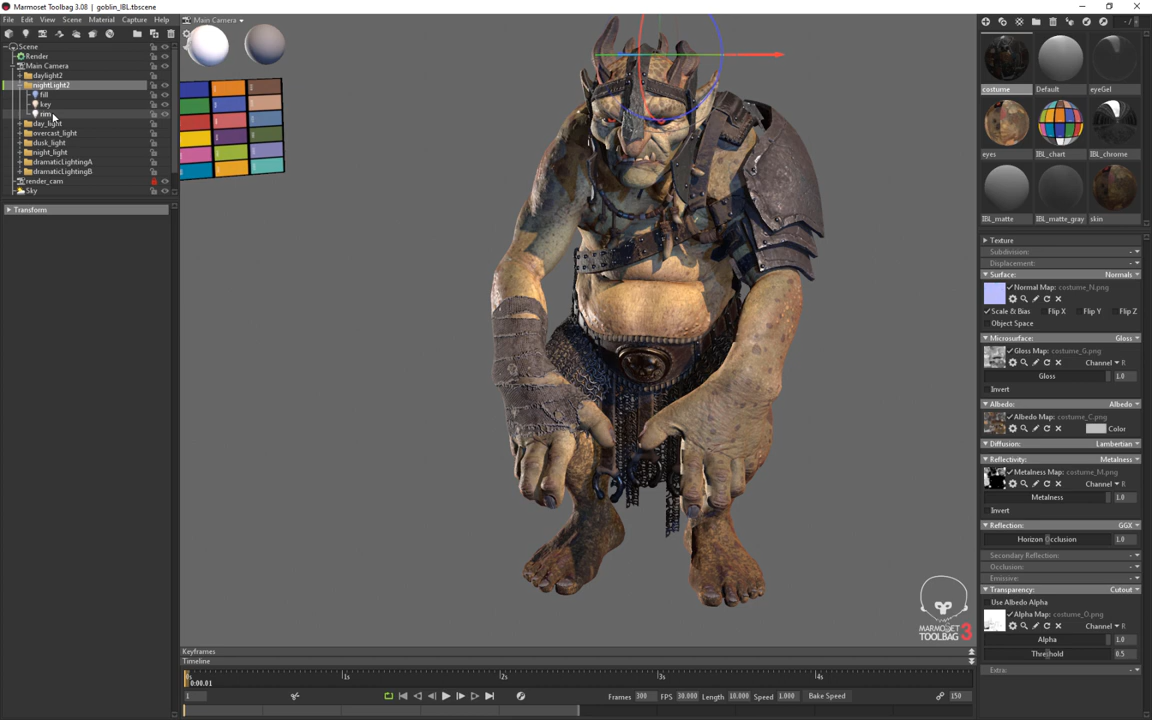 Marmoset Toolbag 3.08 | goblin_IBL.tbscene
File Edit View Scene Material Capture Help
Main Camera
Scene
Render
Main Camera
daylight2
nightLight2
fill
key
rim
day_light
overcast_light
dusk_light
night_light
dramaticLightingA
dramaticLightingB
render_cam
Sky
Transform
costume Default eyeGel
eyes IBL_chart IBL_chrome
IBL_matte IBL_matte_gray skin
Texture
Subdivision:
Displacement:
Surface: Normals
Normal Map: costume_N.png
Scale & Bias Flip X Flip Y Flip Z
Object Space
Microsurface: Gloss
Gloss Map: costume_G.png
Channel R
Gloss 1.0
Invert
Albedo: Albedo
Albedo Map: costume_C.png
Color
Diffusion: Lambertian
Reflectivity: Metalness
Metalness Map: costume_M.png
Channel R
Metalness 1.0
Invert
Reflection: GGX
Horizon Occlusion 1.0
Secondary Reflection:
Occlusion:
Emissive:
Transparency: Cutout
Use Albedo Alpha
Alpha Map: costume_O.png
Channel R
Alpha 1.0
Threshold 0.5
Extra:
MARMOSET
TOOLBAG 3
Keyframes
Timeline
0s 1s 2s 3s 4s
0:00.01
1 Frames 300 FPS 30.000 Length 10.000 Speed 1.000 Bake Speed 150